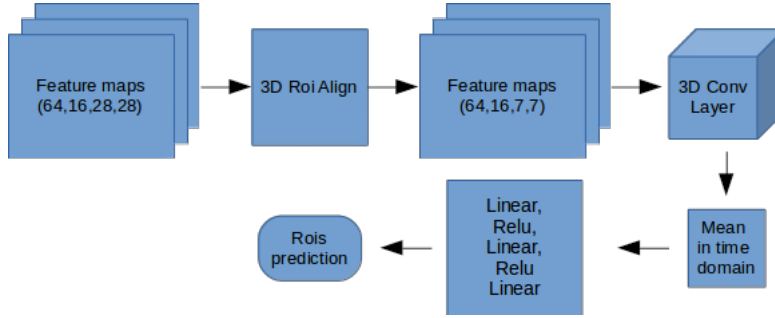 Feature maps
(64,16,28,28)
3D Roi Align
Feature maps
(64,16,7,7)
3D Conv
Layer
Mean
in time
domain
Linear,
Relu,
Linear,
Relu
Linear
Rois
prediction